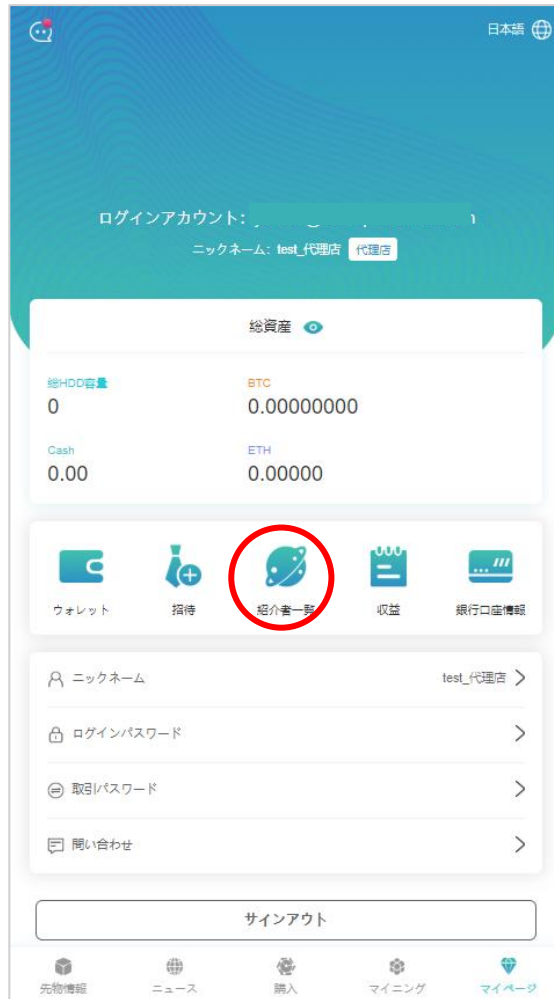 日本語
ログインアカウント:
ニックネーム: test_代理店 代理店
総資産
総HDD容量 BTC
0 0.00000000
Cash ETH
0.00 0.00000
ウォレット 招待 紹介者一覧 収益 銀行口座情報
ニックネーム test_代理店
ログインパスワード
取引パスワード
問い合わせ
サインアウト
先物情報 ニュース 購入 マイニング マイページ